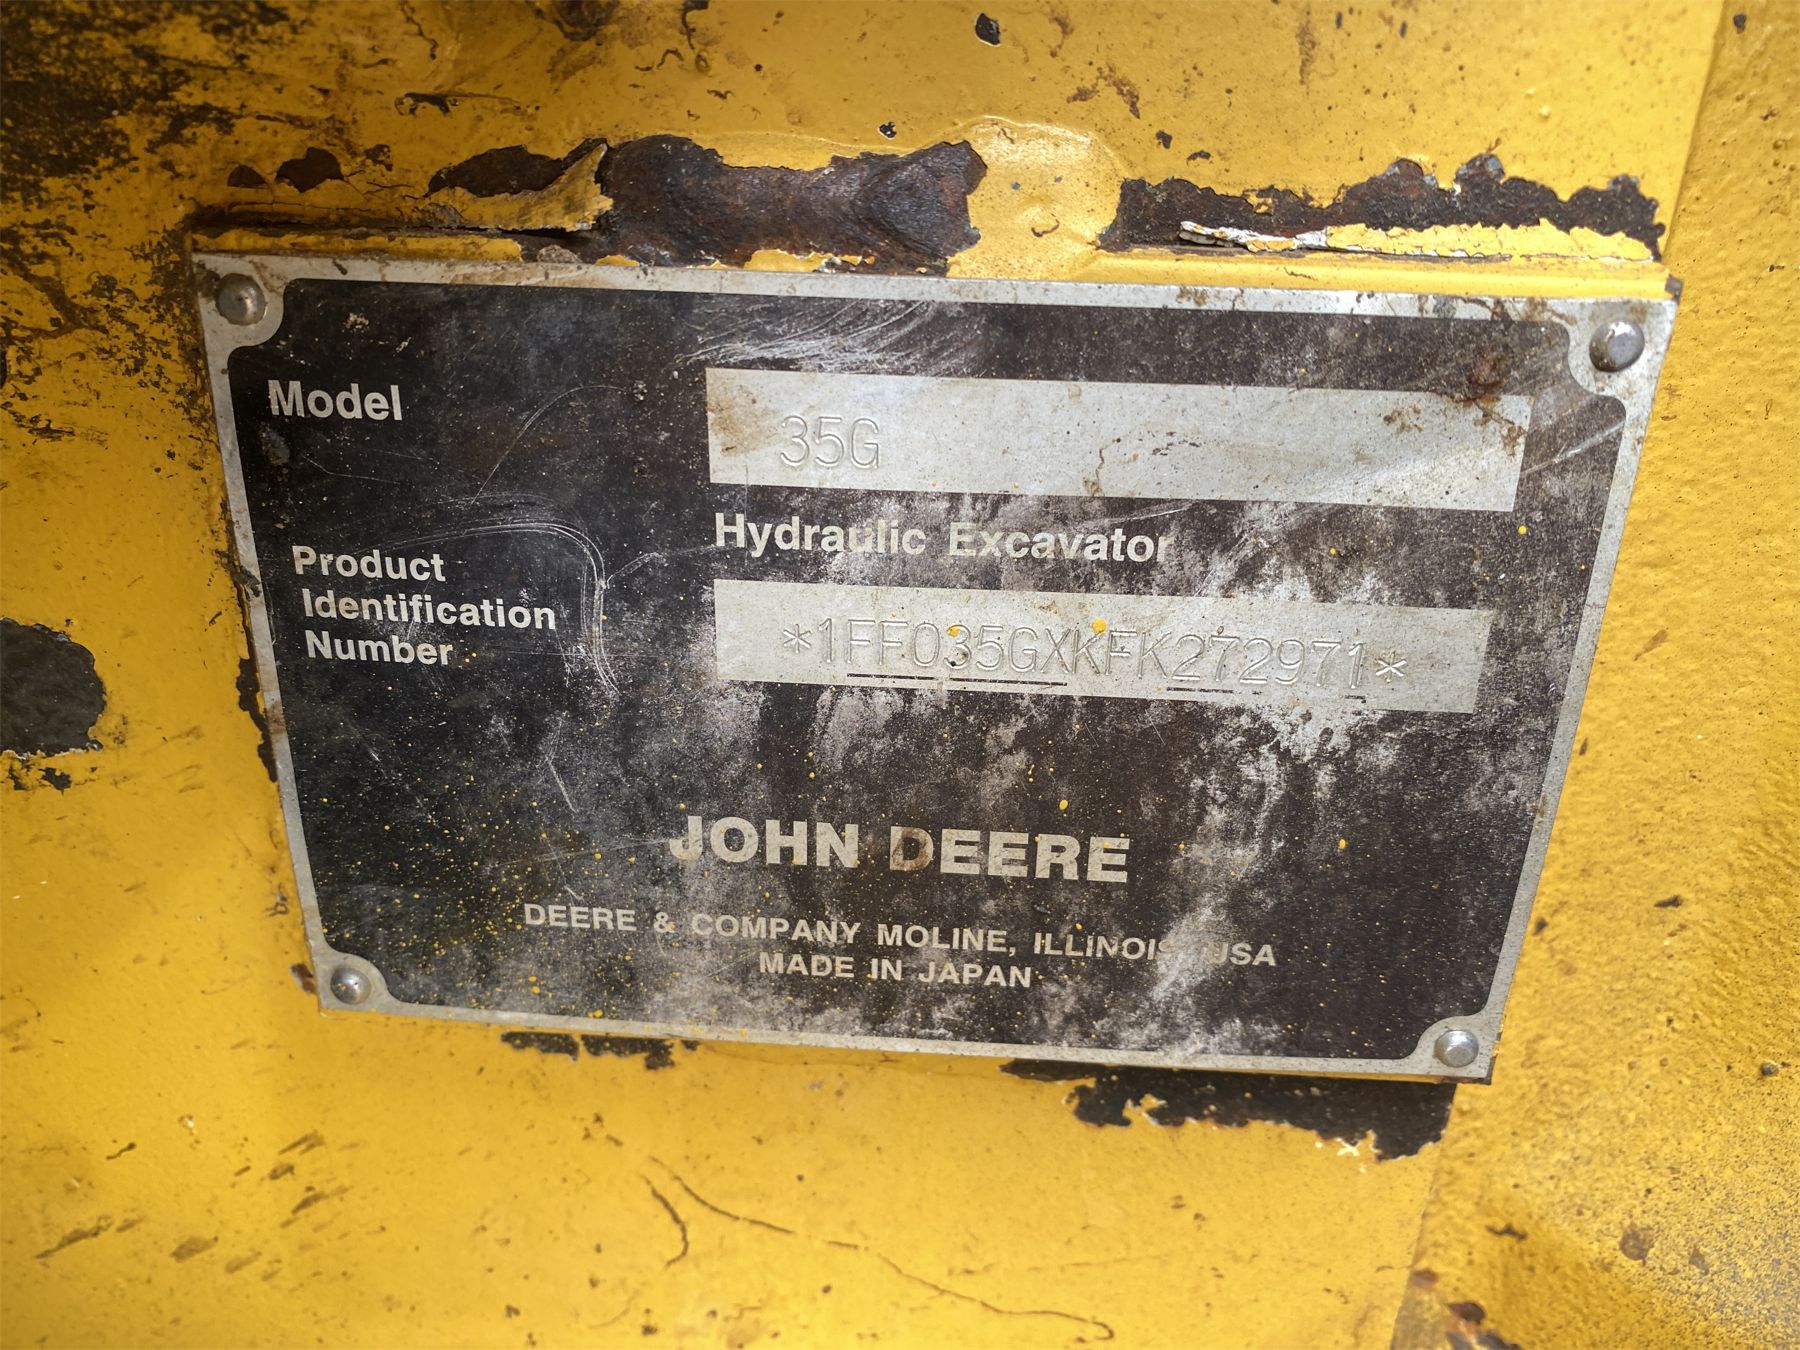 Model
35G
Hydraulic Excavator
Product
Identification
Number
*1FF035GXKFK272971*
JOHN DEERE
DEERE & COMPANY MOLINE, ILLINOIS USA
MADE IN JAPAN